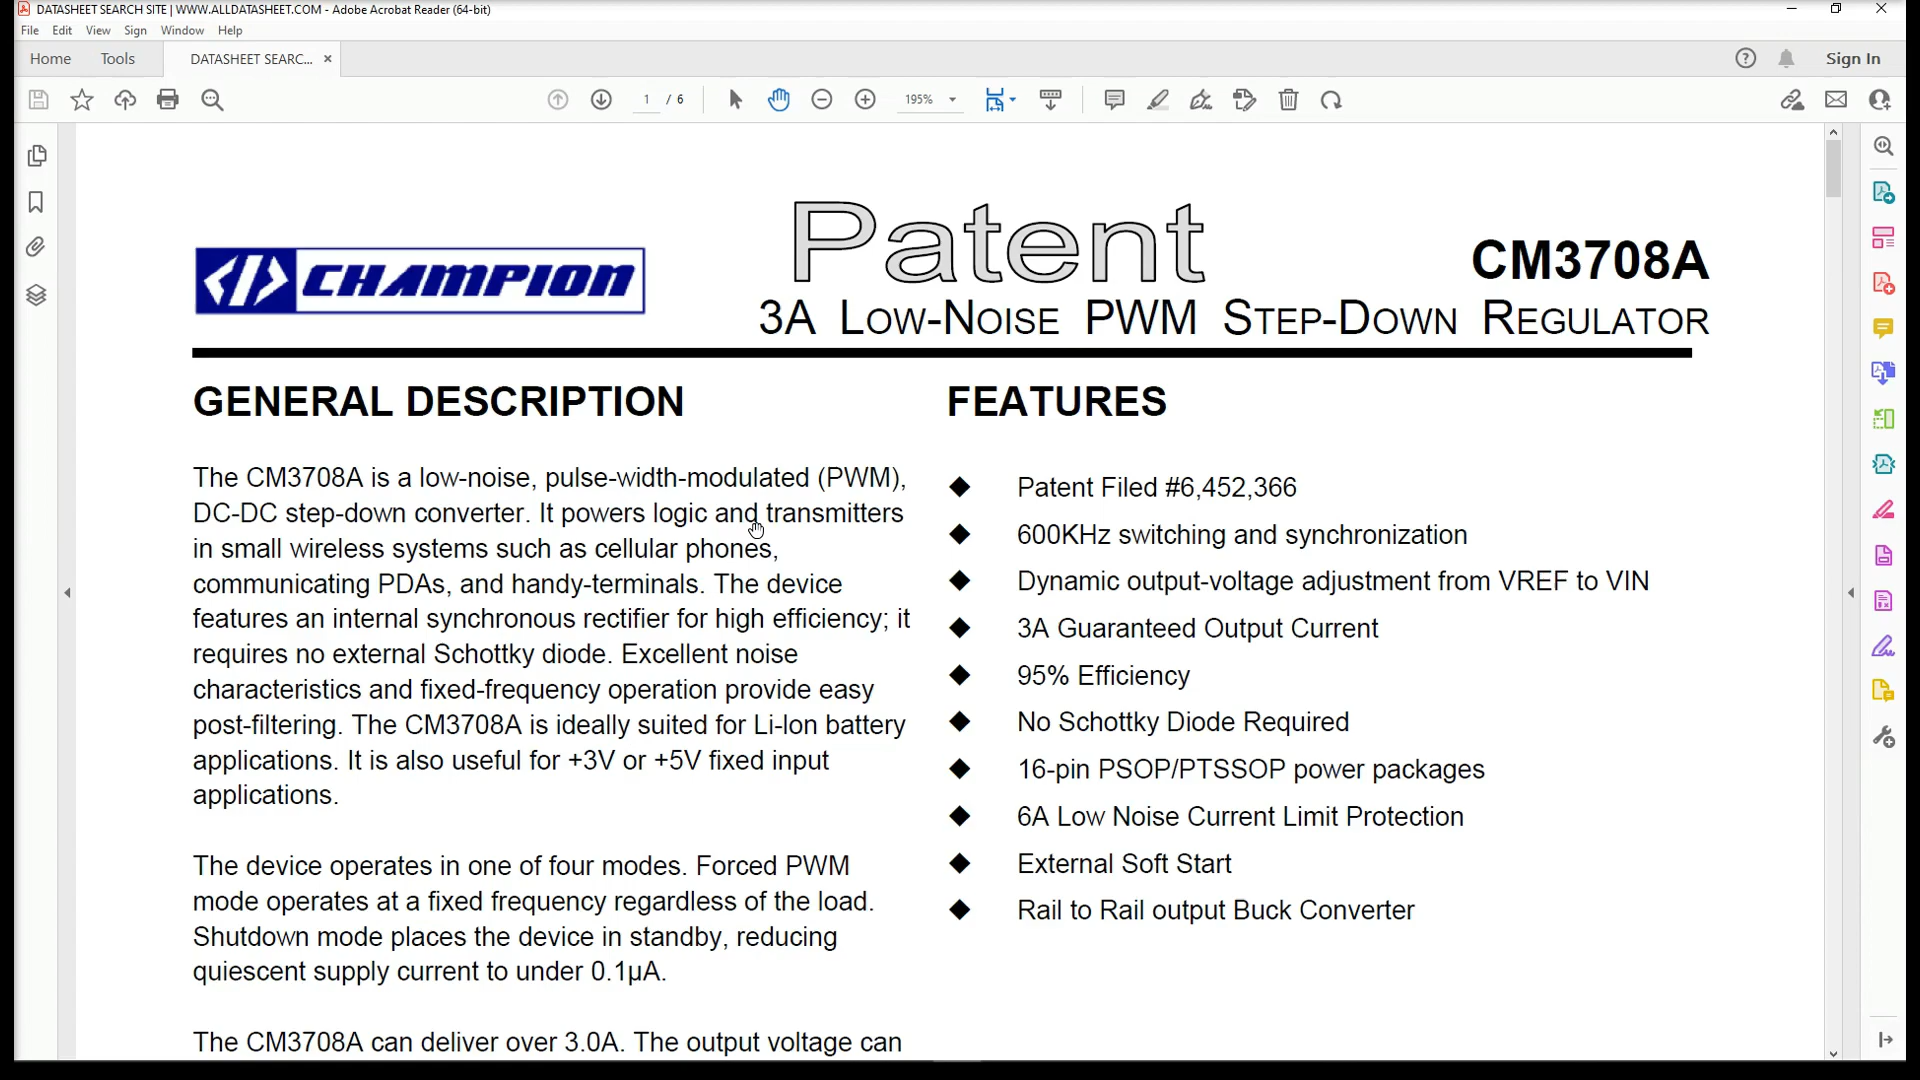 DATASHEET SEARCH SITE | WWW.ALLDATASHEET.COM - Adobe Acrobat Reader (64-bit)
File Edit View Sign Window Help
Home Tools DATASHEET SEARC... × Sign In
1 / 6 195%
CHAMPION
Patent
CM3708A
3A LOW-NOISE PWM STEP-DOWN REGULATOR
GENERAL DESCRIPTION
The CM3708A is a low-noise, pulse-width-modulated (PWM),
DC-DC step-down converter. It powers logic and transmitters
in small wireless systems such as cellular phones,
communicating PDAs, and handy-terminals. The device
features an internal synchronous rectifier for high efficiency; it
requires no external Schottky diode. Excellent noise
characteristics and fixed-frequency operation provide easy
post-filtering. The CM3708A is ideally suited for Li-Ion battery
applications. It is also useful for +3V or +5V fixed input
applications.
The device operates in one of four modes. Forced PWM
mode operates at a fixed frequency regardless of the load.
Shutdown mode places the device in standby, reducing
quiescent supply current to under 0.1μA.
The CM3708A can deliver over 3.0A. The output voltage can
FEATURES
◆ Patent Filed #6,452,366
◆ 600KHz switching and synchronization
◆ Dynamic output-voltage adjustment from VREF to VIN
◆ 3A Guaranteed Output Current
◆ 95% Efficiency
◆ No Schottky Diode Required
◆ 16-pin PSOP/PTSSOP power packages
◆ 6A Low Noise Current Limit Protection
◆ External Soft Start
◆ Rail to Rail output Buck Converter